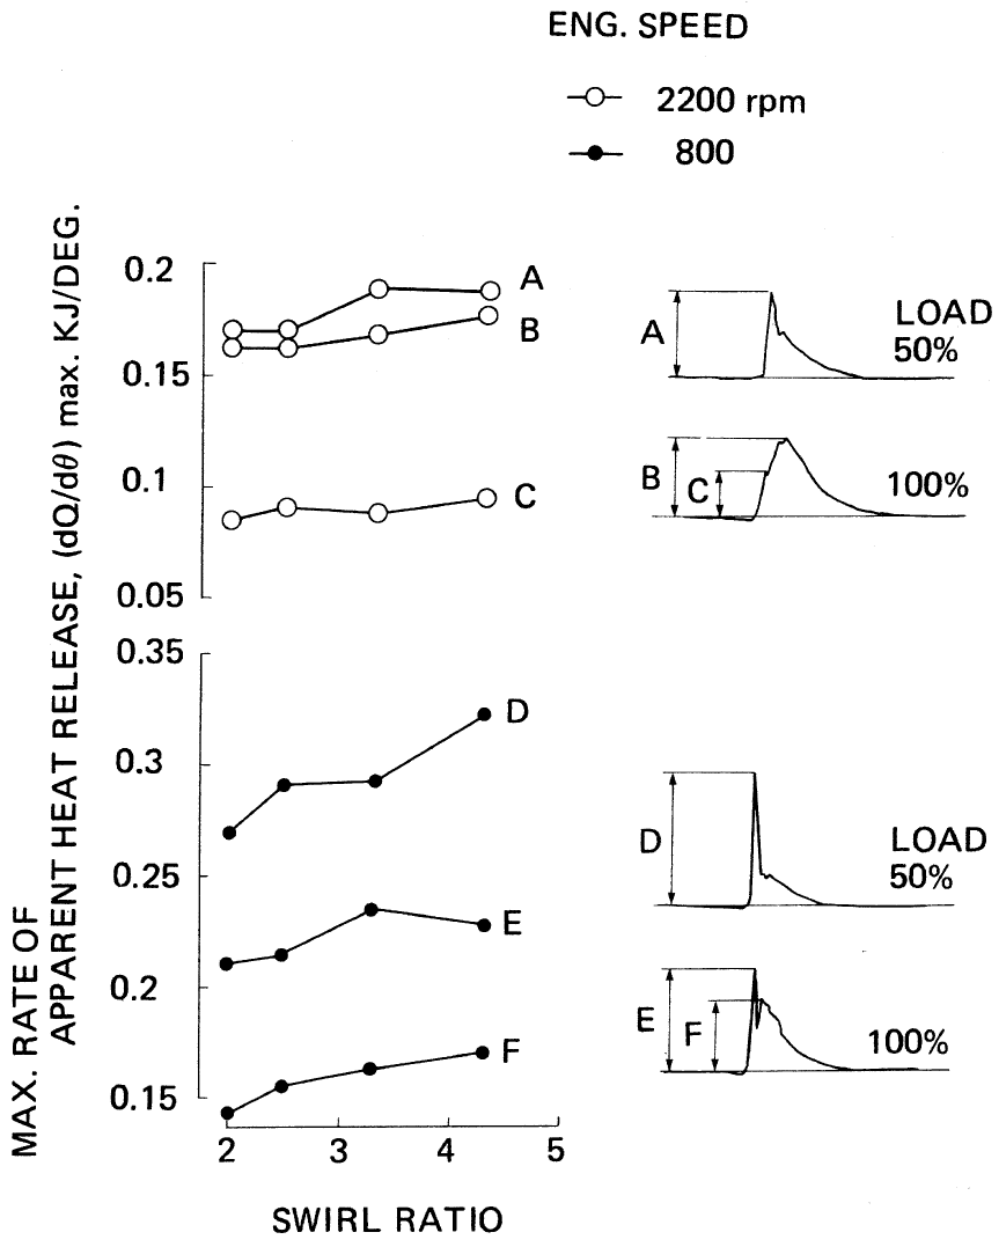 ENG. SPEED
2200 rpm
800
MAX. RATE OF
APPARENT HEAT RELEASE, (dQ/dθ) max. KJ/DEG.
0.2
0.15
0.1
0.05
A
B
C
A
LOAD
50%
B
C
100%
0.35
0.3
0.25
0.2
0.15
D
E
F
D
LOAD
50%
E
F
100%
2 3 4 5
SWIRL RATIO